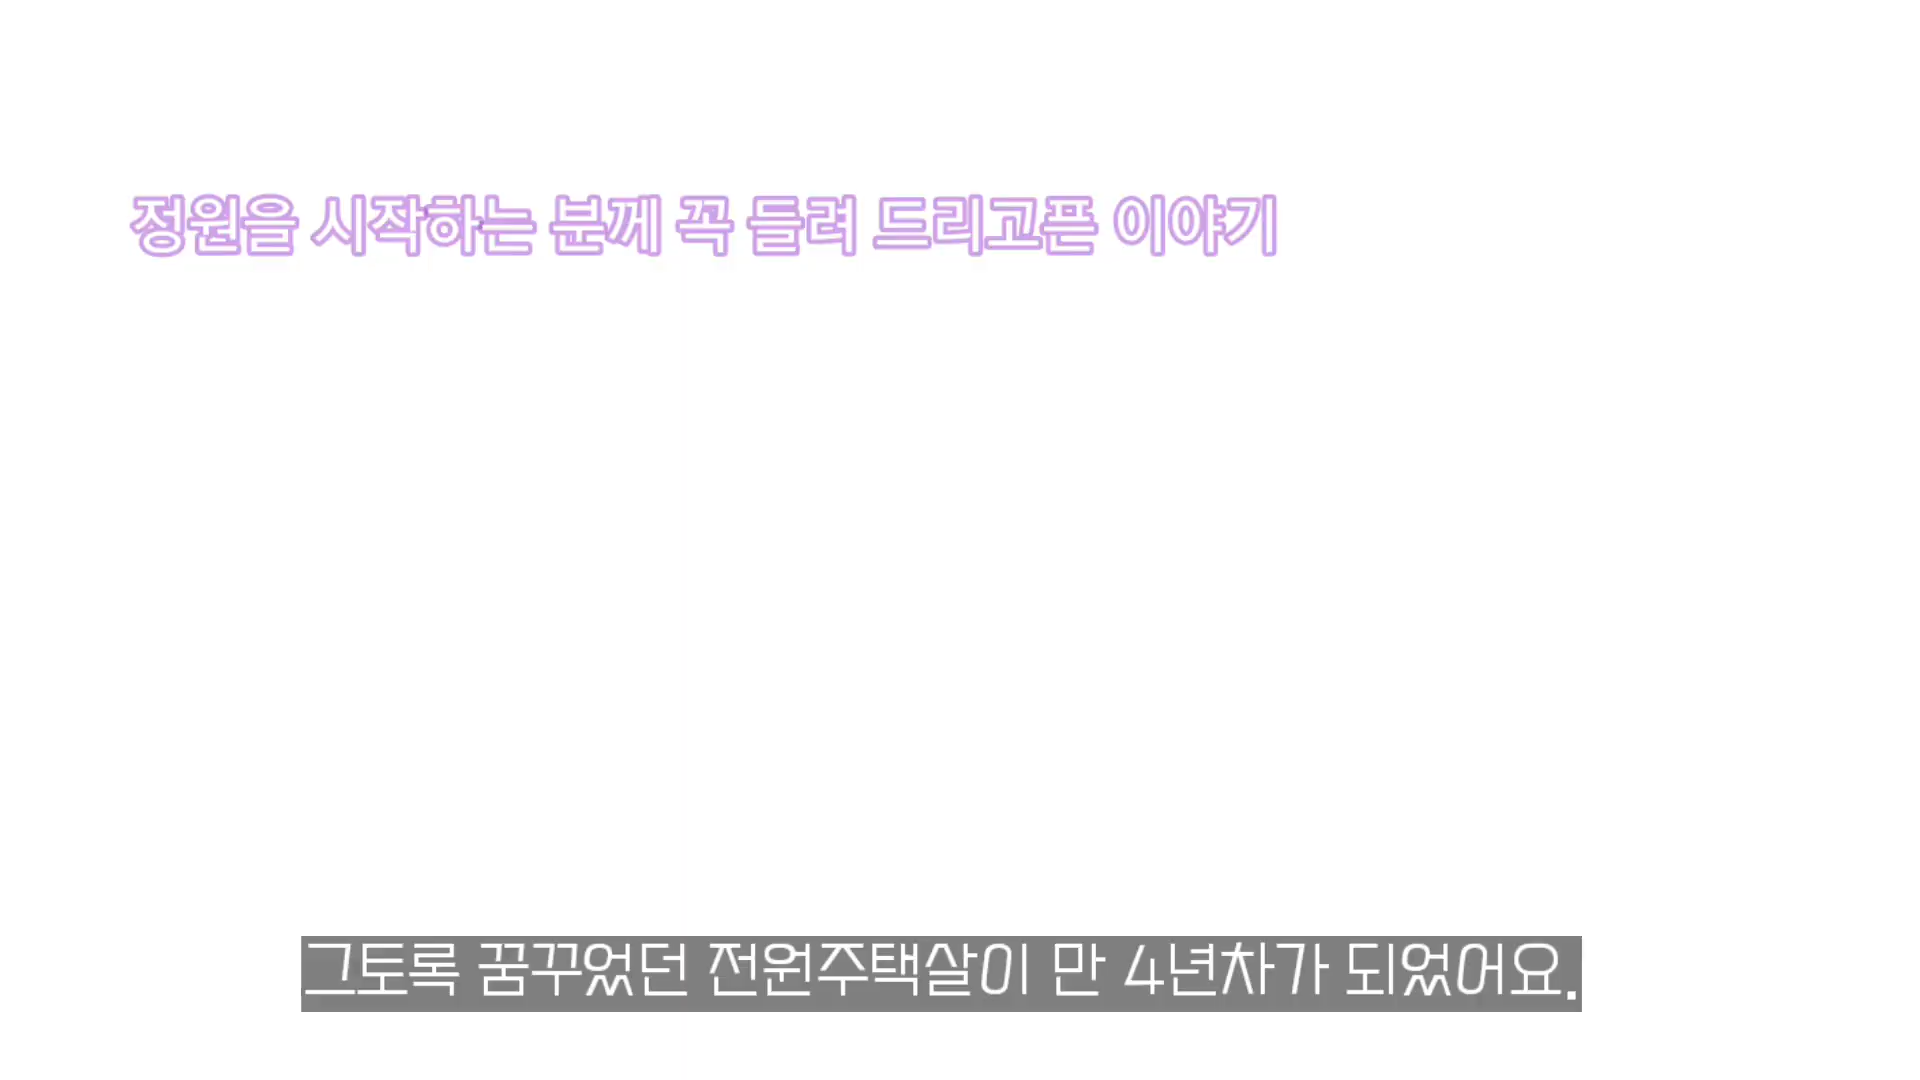 정원을 시작하는 분께 꼭 들려 드리고픈 이야기
그토록 꿈꾸었던 전원주택살이 만 4년차가 되었어요.